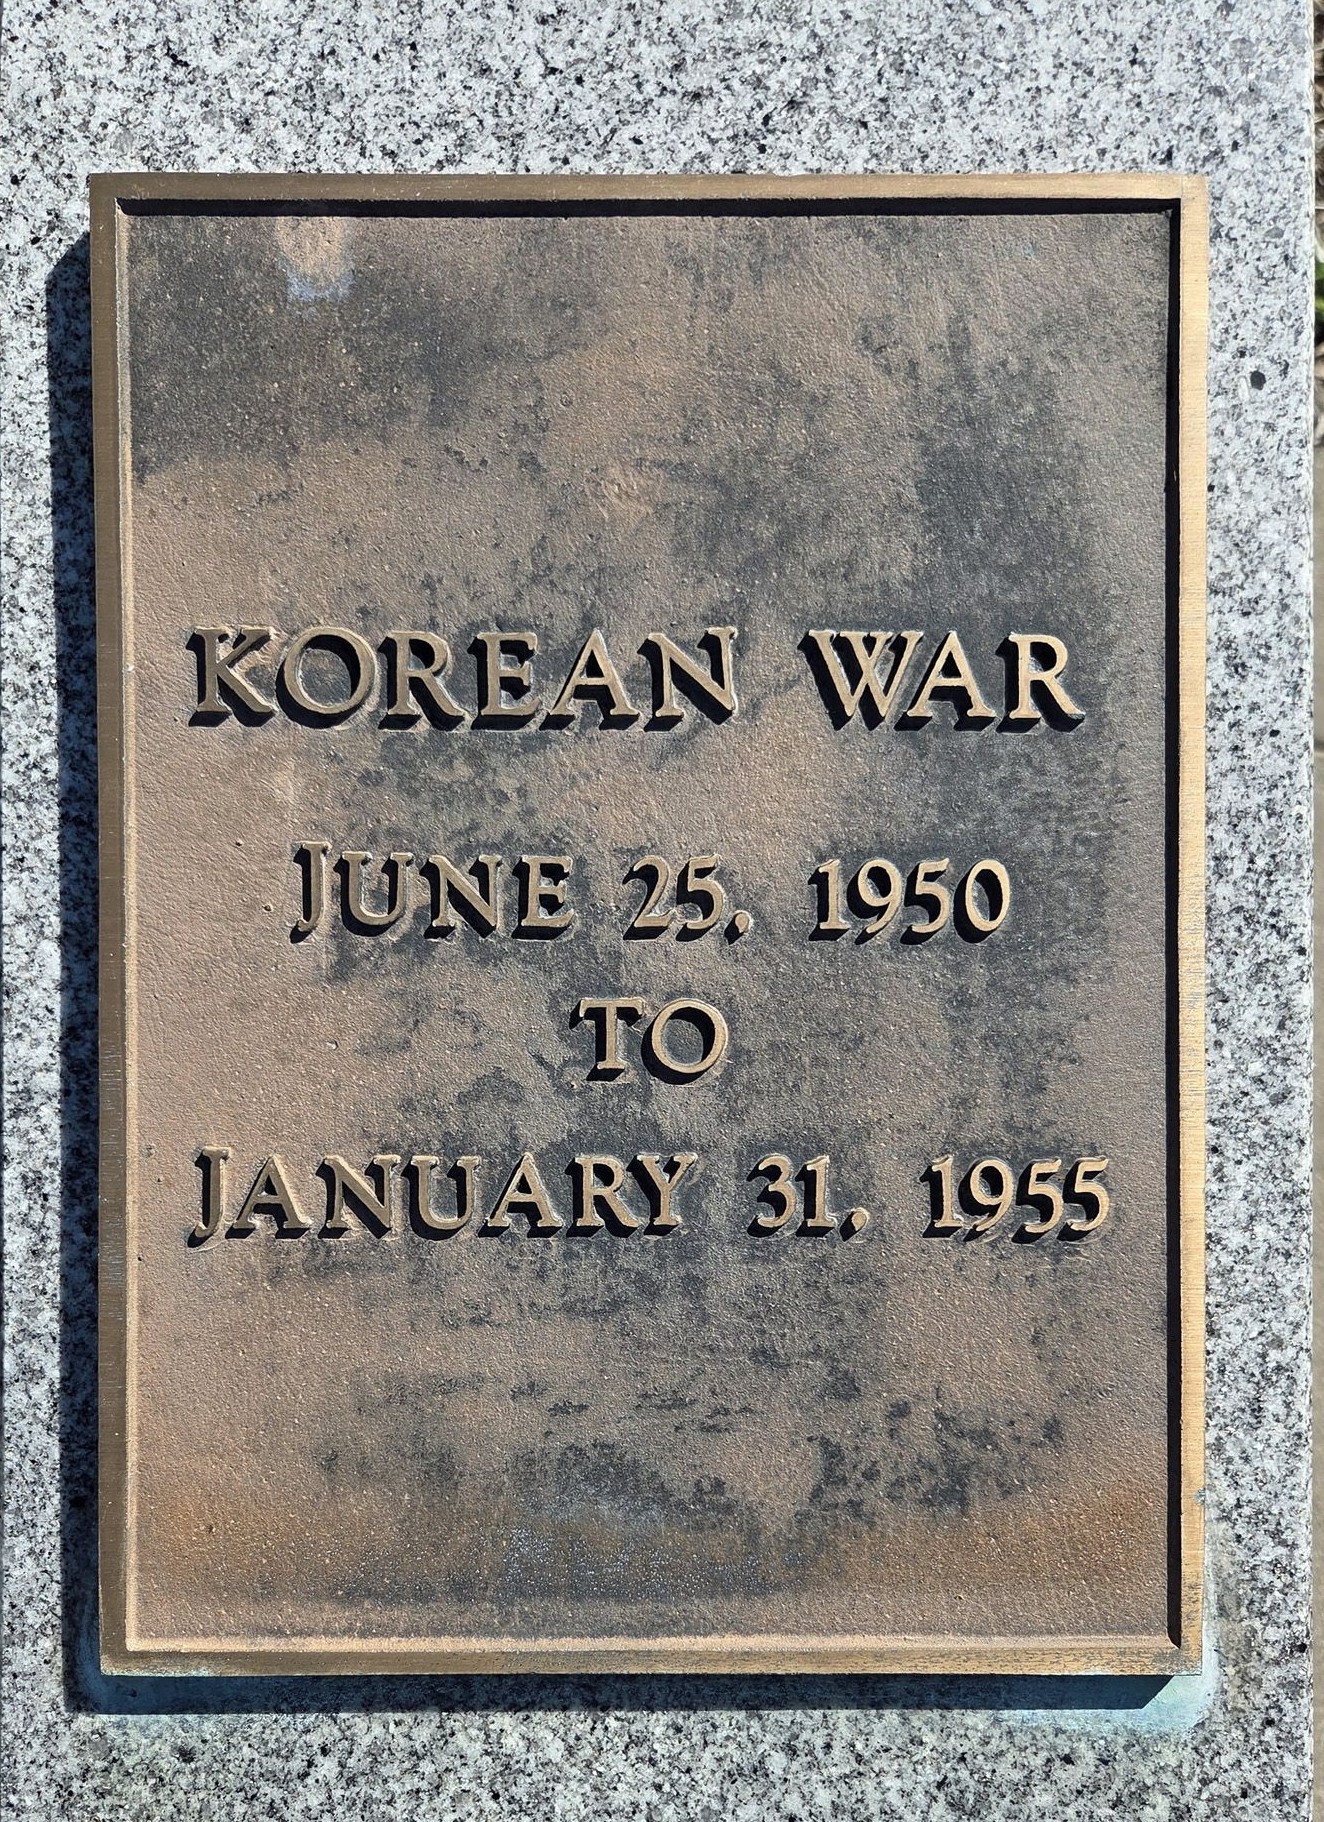 KOREAN WAR
JUNE 25, 1950
TO
JANUARY 31, 1955